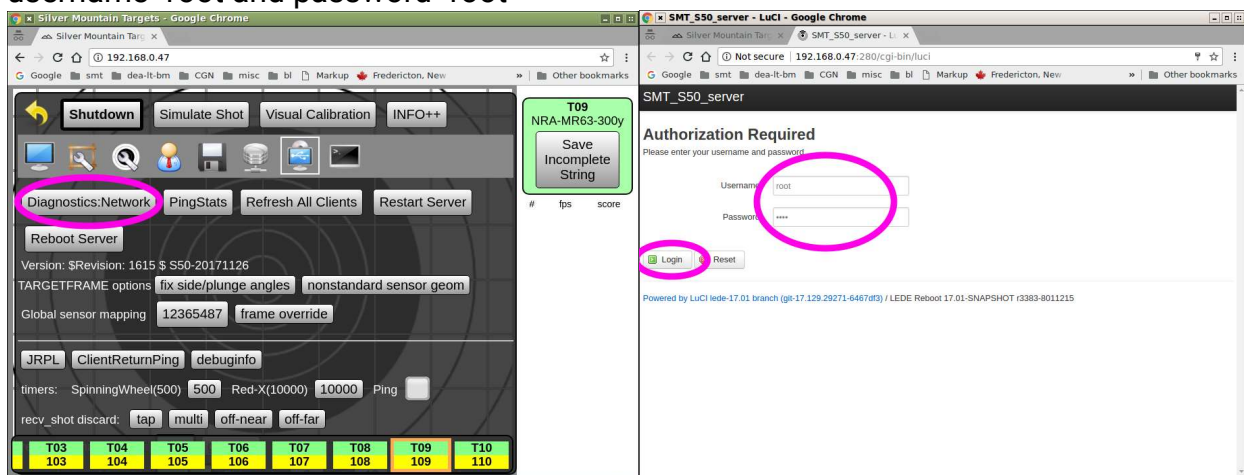 username=root and password=root
Silver Mountain Targets - Google Chrome
Silver Mountain Targ
192.168.0.47
Google smt dea-lt-bm CGN misc bl Markup Fredericton, New » Other bookmarks
Shutdown Simulate Shot Visual Calibration INFO++
Diagnostics:Network PingStats Refresh All Clients Restart Server
Reboot Server
Version: $Revision: 1615 $ S50-20171126
TARGETFRAME options fix side/plunge angles nonstandard sensor geom
Global sensor mapping 12365487 frame override
JRPL ClientReturnPing debuginfo
timers: SpinningWheel(500) 500 Red-X(10000) 10000 Ping
recv_shot discard: tap multi off-near off-far
T03 T04 T05 T06 T07 T08 T09 T10
103 104 105 106 107 108 109 110
T09
NRA-MR63-300y
Save
Incomplete
String
# fps score
SMT_S50_server - LuCI - Google Chrome
Silver Mountain Targ SMT_S50_server - L
Not secure 192.168.0.47:280/cgi-bin/luci
Google smt dea-lt-bm CGN misc bl Markup Fredericton, New » Other bookmarks
SMT_S50_server
Authorization Required
Please enter your username and password.
Username root
Password ••••
Login Reset
Powered by LuCI lede-17.01 branch (git-17.129.29271-6467df3) / LEDE Reboot 17.01-SNAPSHOT r3383-8011215